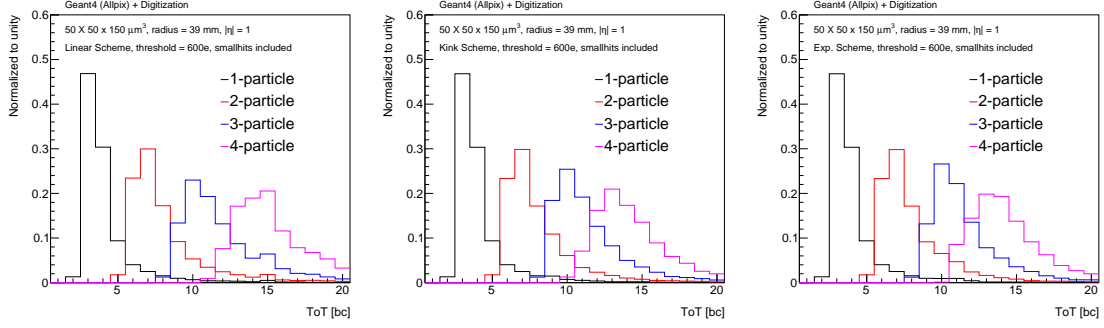 Geant4 (Allpix) + Digitization
50 X 50 x 150 μm³, radius = 39 mm, |η| = 1
Linear Scheme, threshold = 600e, smallhits included
1-particle
2-particle
3-particle
4-particle
Normalized to unity
0
0.1
0.2
0.3
0.4
0.5
0.6
5
10
15
20
ToT [bc]
Geant4 (Allpix) + Digitization
50 X 50 x 150 μm³, radius = 39 mm, |η| = 1
Kink Scheme, threshold = 600e, smallhits included
1-particle
2-particle
3-particle
4-particle
Normalized to unity
0
0.1
0.2
0.3
0.4
0.5
0.6
5
10
15
20
ToT [bc]
Geant4 (Allpix) + Digitization
50 X 50 x 150 μm³, radius = 39 mm, |η| = 1
Exp. Scheme, threshold = 600e, smallhits included
1-particle
2-particle
3-particle
4-particle
Normalized to unity
0
0.1
0.2
0.3
0.4
0.5
0.6
5
10
15
20
ToT [bc]